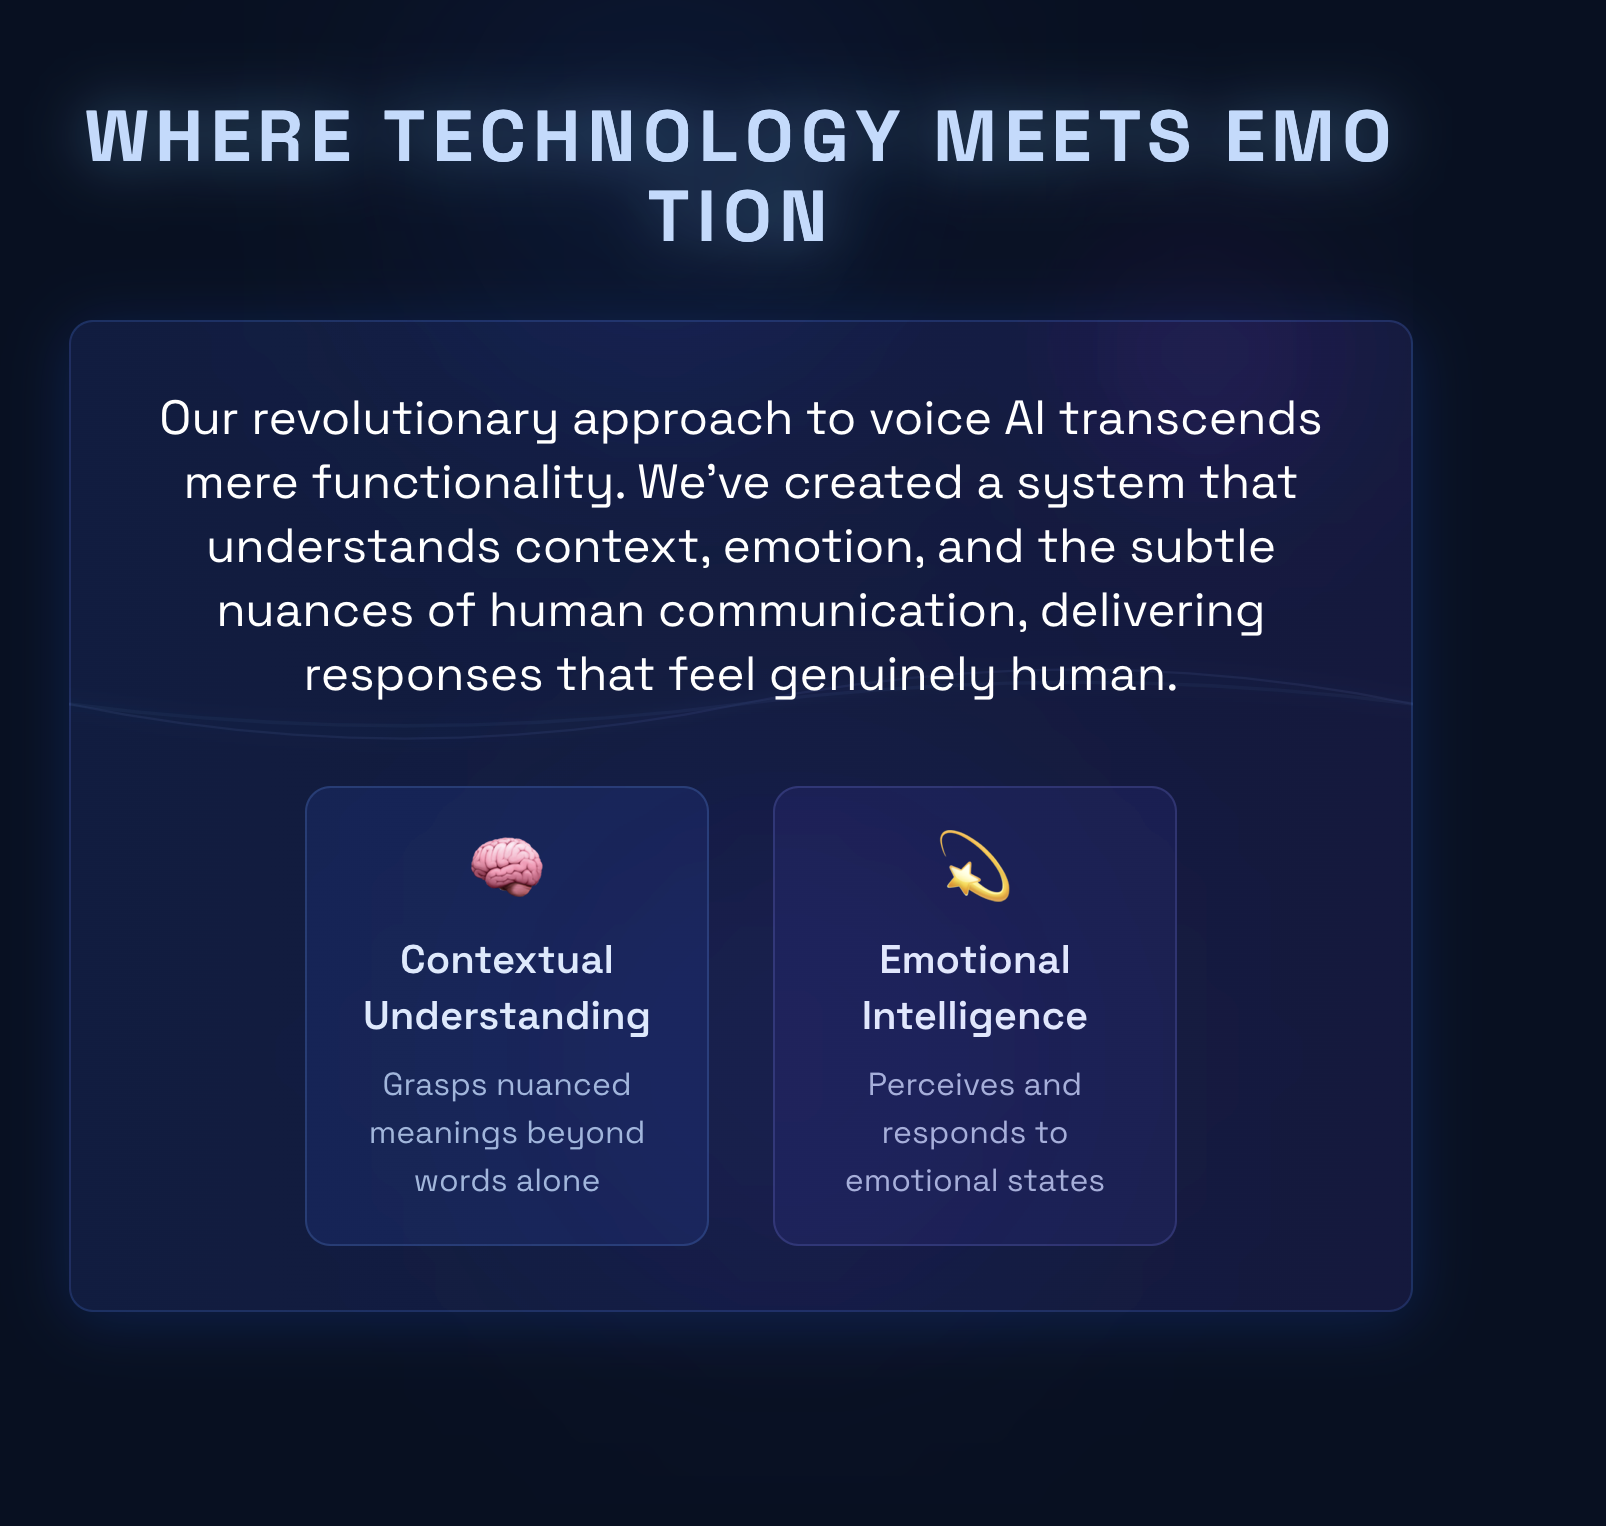 WHERE TECHNOLOGY MEETS EMO
TION
Our revolutionary approach to voice AI transcends
mere functionality. We’ve created a system that
understands context, emotion, and the subtle
nuances of human communication, delivering
responses that feel genuinely human.
Contextual
Understanding
Grasps nuanced
meanings beyond
words alone
Emotional
Intelligence
Perceives and
responds to
emotional states